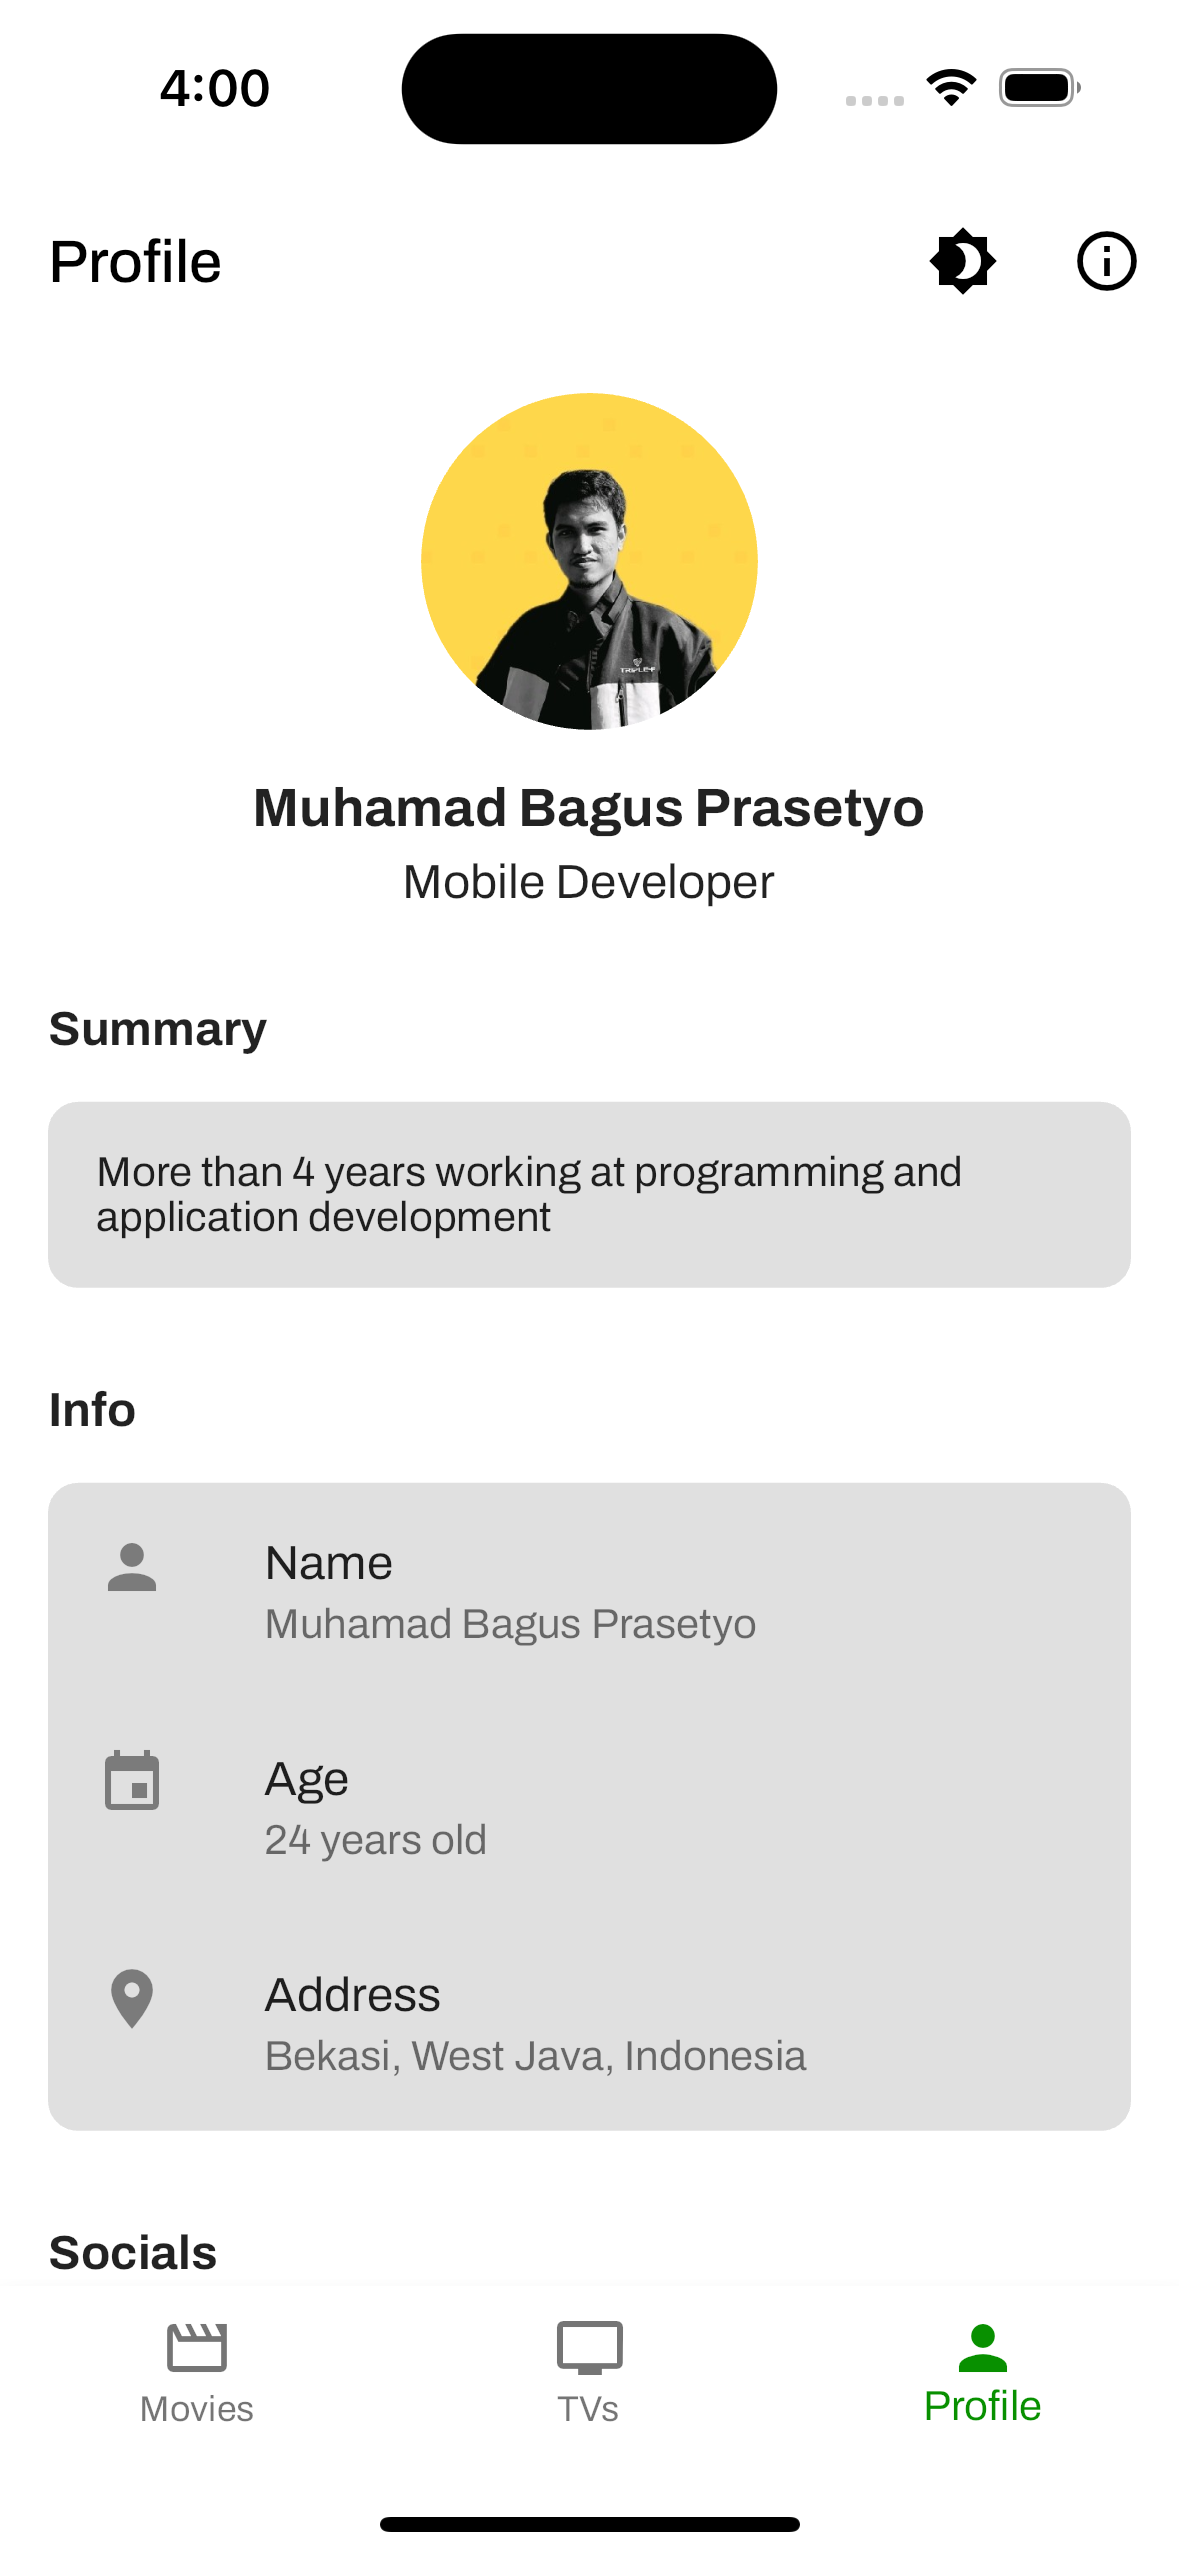 4:00
Profile
TRIPLE-F
Muhamad Bagus Prasetyo
Mobile Developer
Summary
More than 4 years working at programming and
application development
Info
Name
Muhamad Bagus Prasetyo
Age
24 years old
Address
Bekasi, West Java, Indonesia
Socials
Movies
TVs
Profile